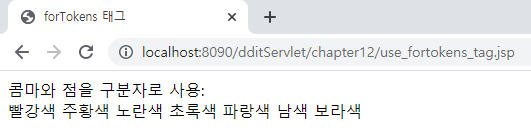 forTokens 태그
localhost:8090/dditServlet/chapter12/use_fortokens_tag.jsp
콤마와 점을 구분자로 사용:
빨강색 주황색 노란색 초록색 파랑색 남색 보라색